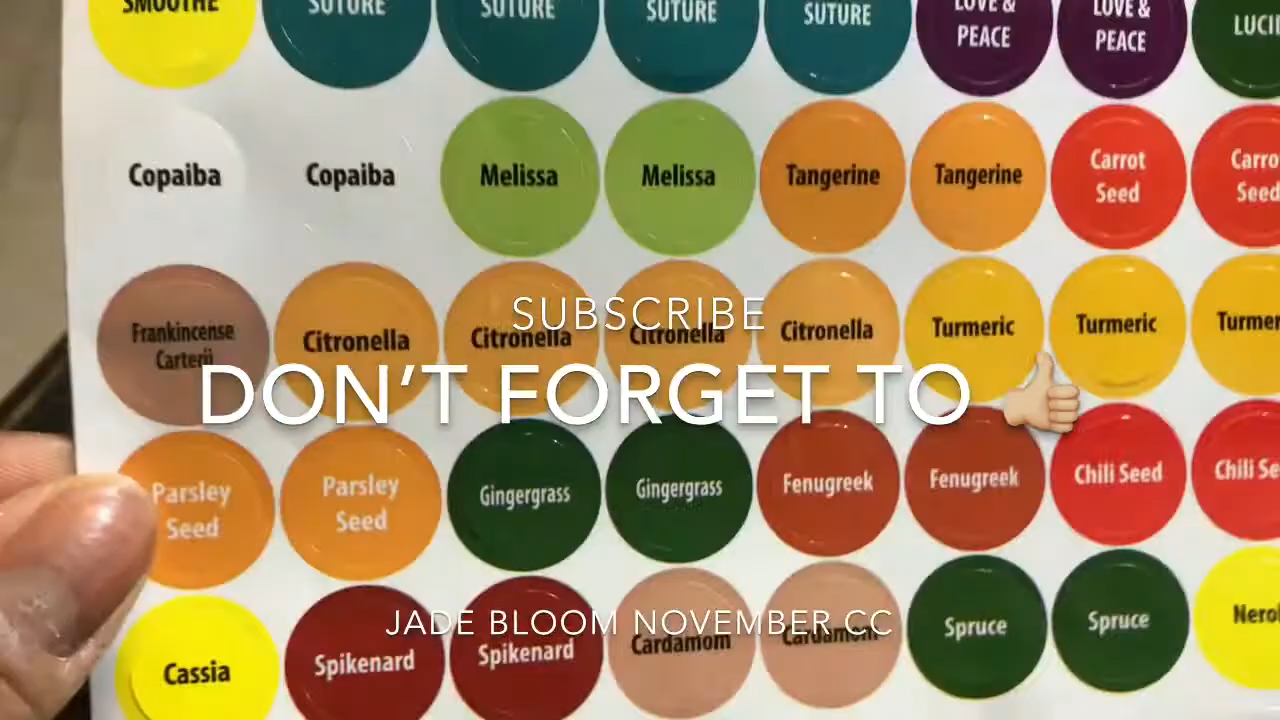 SMOOTHE SUTURE SUTURE SUTURE SUTURE LOVE & LOVE &
PEACE PEACE
Copaiba Copaiba Melissa Melissa Tangerine Tangerine Carrot
Seed Seed
Frankincense
Carterii Citronella Citronella Citronella Citronella Turmeric Turmeric
SUBSCRIBE
DON'T FORGET TO 👍🏼
Parsley Parsley
Seed Seed Gingergrass Gingergrass Fenugreek Fenugreek Chili Seed
JADE BLOOM NOVEMBER CC
Cassia Spikenard Spikenard Cardamom Cardamom Spruce Spruce